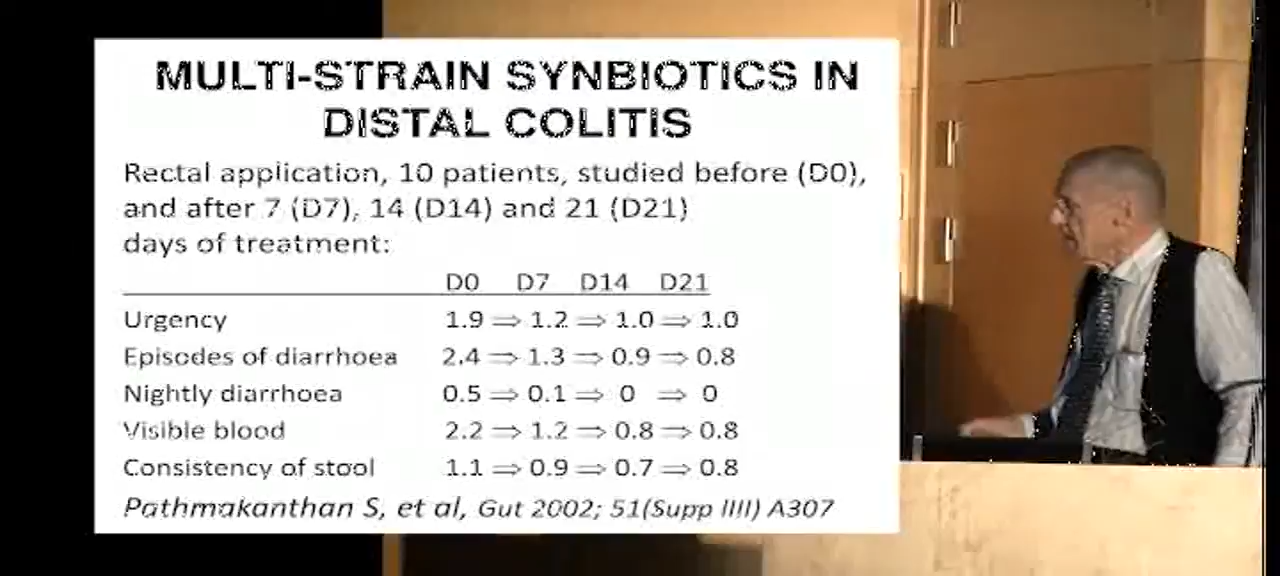 MULTI-STRAIN SYNBIOTICS IN
DISTAL COLITIS
Rectal application, 10 patients, studied before (D0),
and after 7 (D7), 14 (D14) and 21 (D21)
days of treatment:
D0 D7 D14 D21
Urgency 1.9 ⇒ 1.2 ⇒ 1.0 ⇒ 1.0
Episodes of diarrhoea 2.4 ⇒ 1.3 ⇒ 0.9 ⇒ 0.8
Nightly diarrhoea 0.5 ⇒ 0.1 ⇒ 0 ⇒ 0
Visible blood 2.2 ⇒ 1.2 ⇒ 0.8 ⇒ 0.8
Consistency of stool 1.1 ⇒ 0.9 ⇒ 0.7 ⇒ 0.8
Pathmakanthan S, et al, Gut 2002; 51(Supp IIII) A307